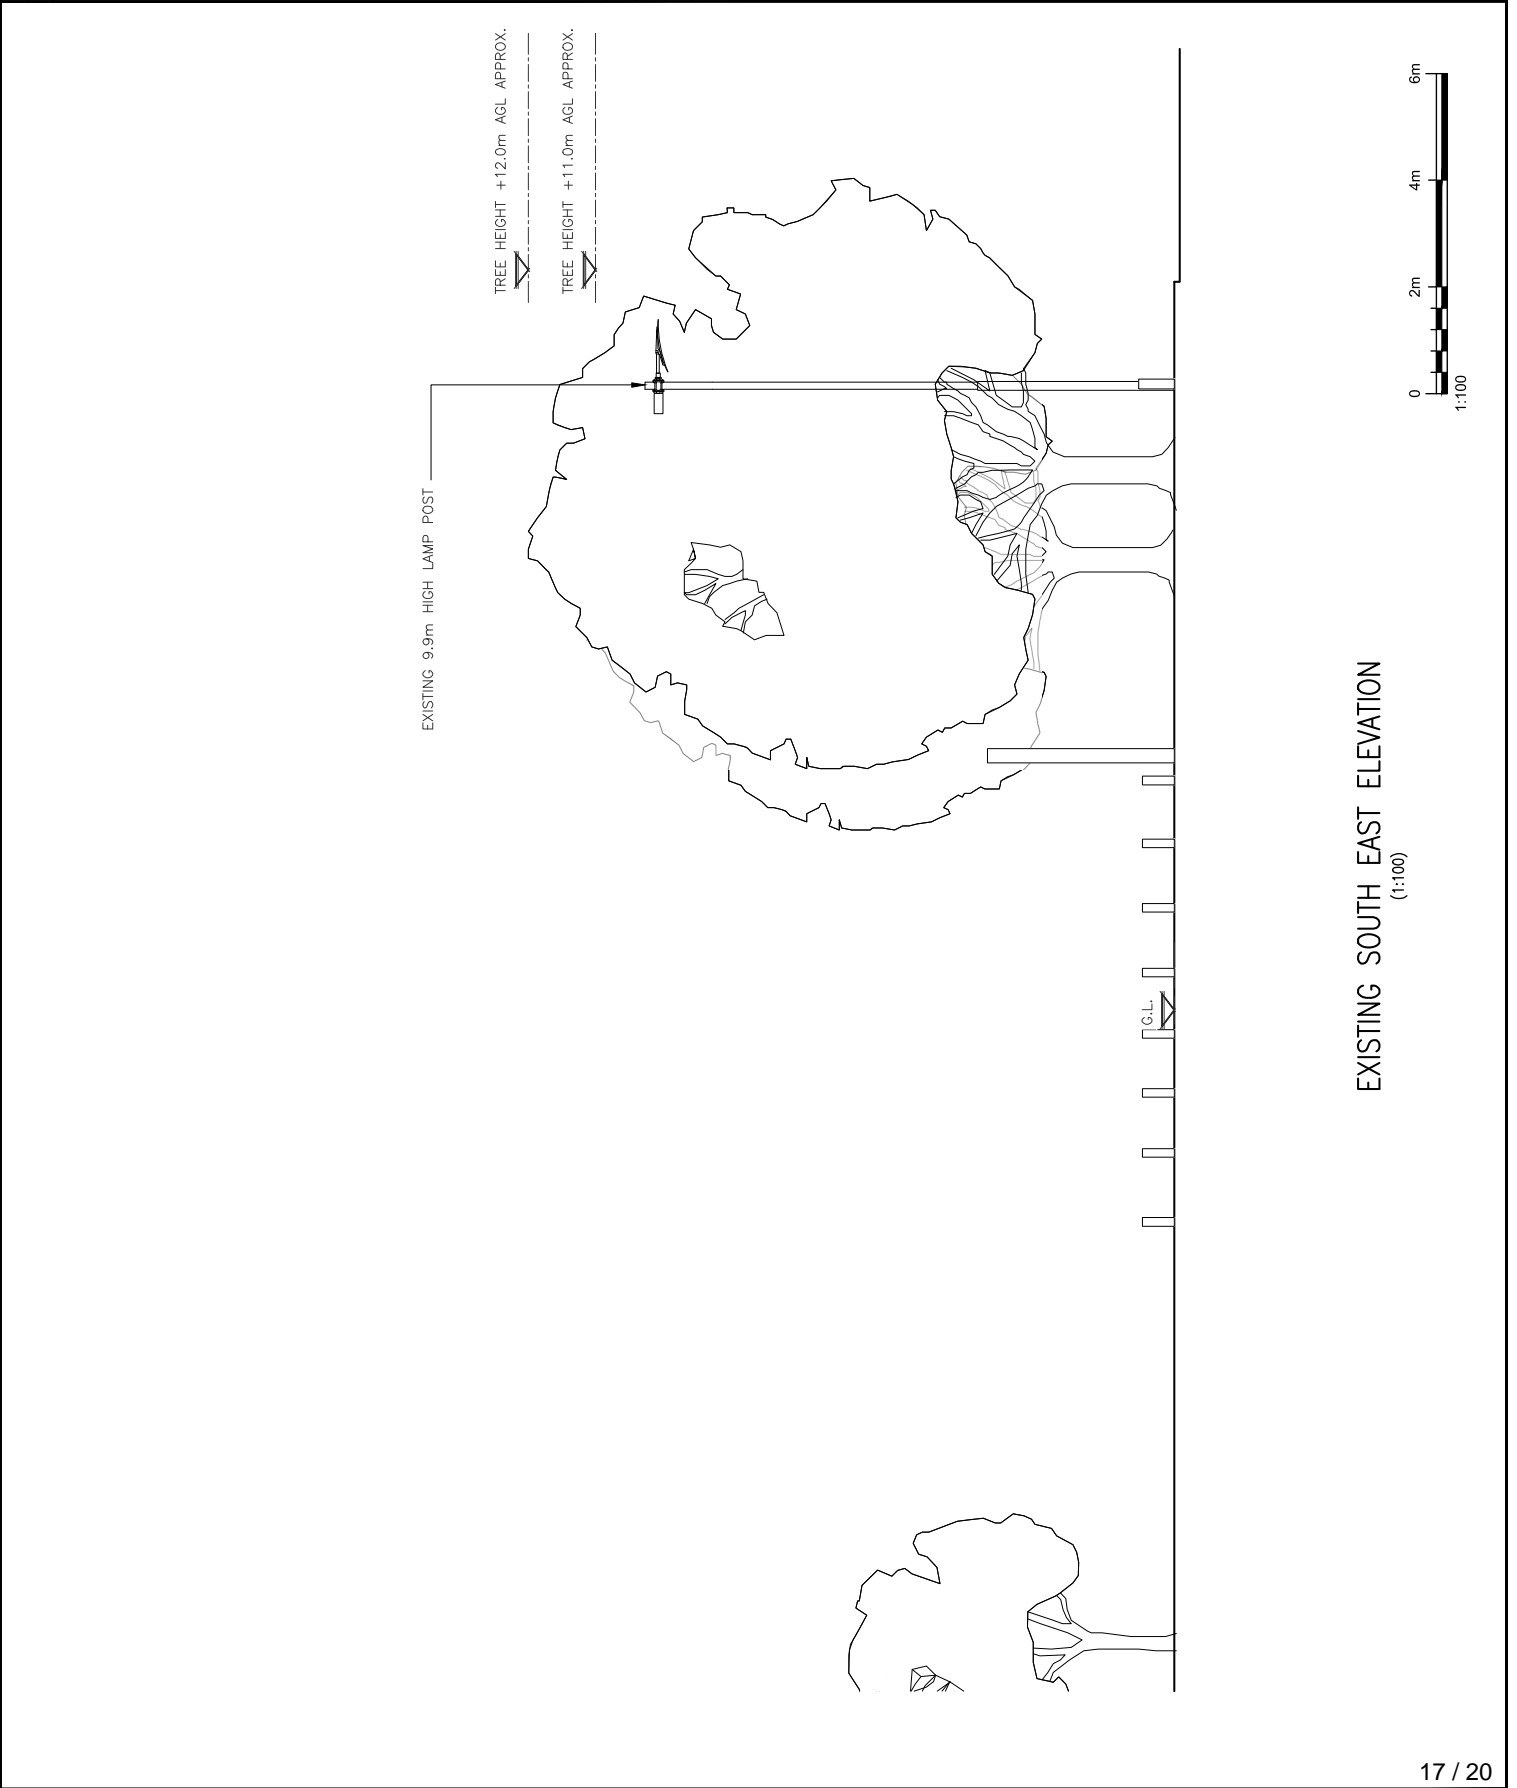 TREE HEIGHT +12.0m AGL APPROX.
TREE HEIGHT +11.0m AGL APPROX.
EXISTING 9.9m HIGH LAMP POST
G.L.
EXISTING SOUTH EAST ELEVATION
(1:100)
0 2m 4m 6m
1:100
17 / 20